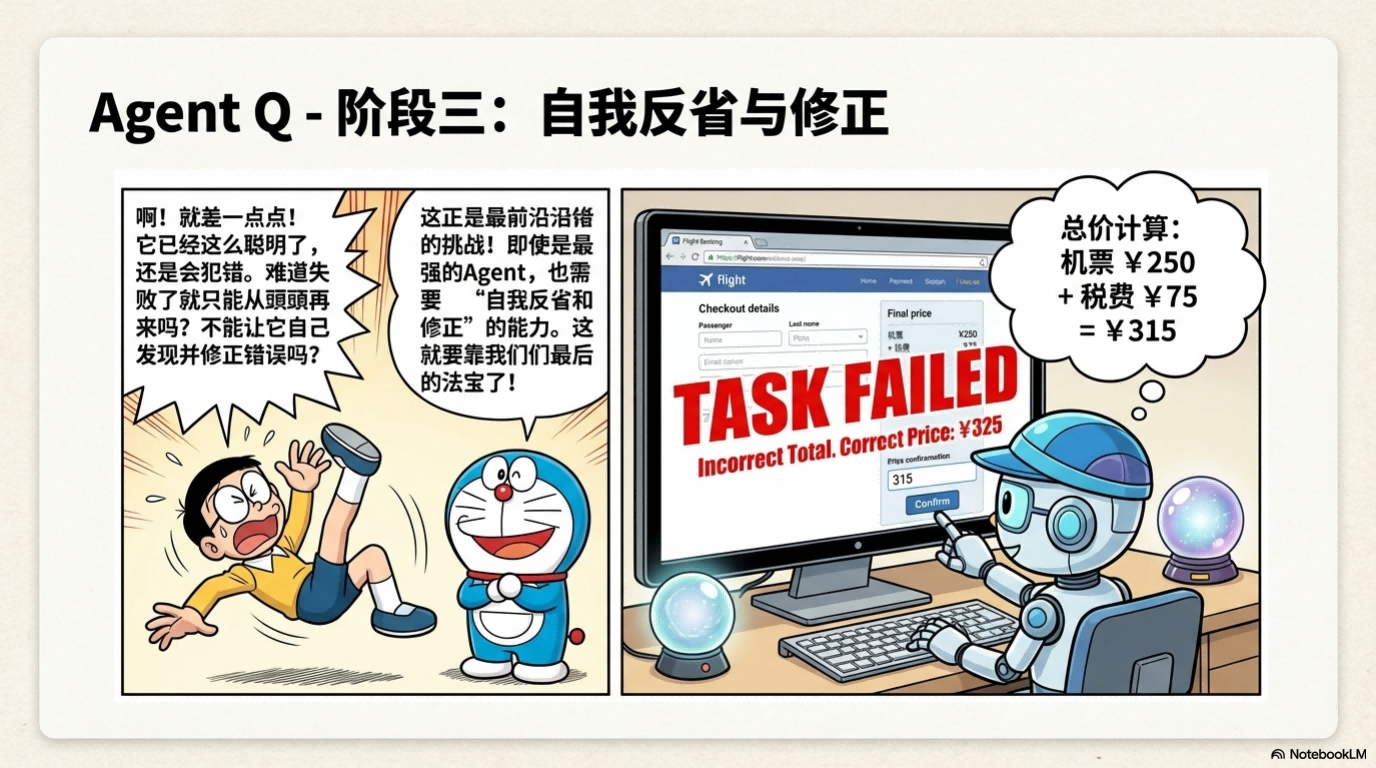 Agent Q - 阶段三：自我反省与修正
啊！就差一点点！
它已经这么聪明了，
还是会犯错。难道失
败了就只能从頭頭再
来吗？不能让它自己
发现并修正错误吗？
这正是最前沿沿锴
的挑战！即使是最
强的Agent，也需
要 “自我反省和
修正”的能力。这
就要靠我们们最后
的法宝了！
总价计算：
机票 ￥250
+ 税费 ￥75
= ￥315
flight
Home
Payment
Checkout details
Passenger
Last none
Name
Final price
机票 ¥250
TASK FAILED
Incorrect Total. Correct Price: ¥325
315
Confirm
NotebookLM